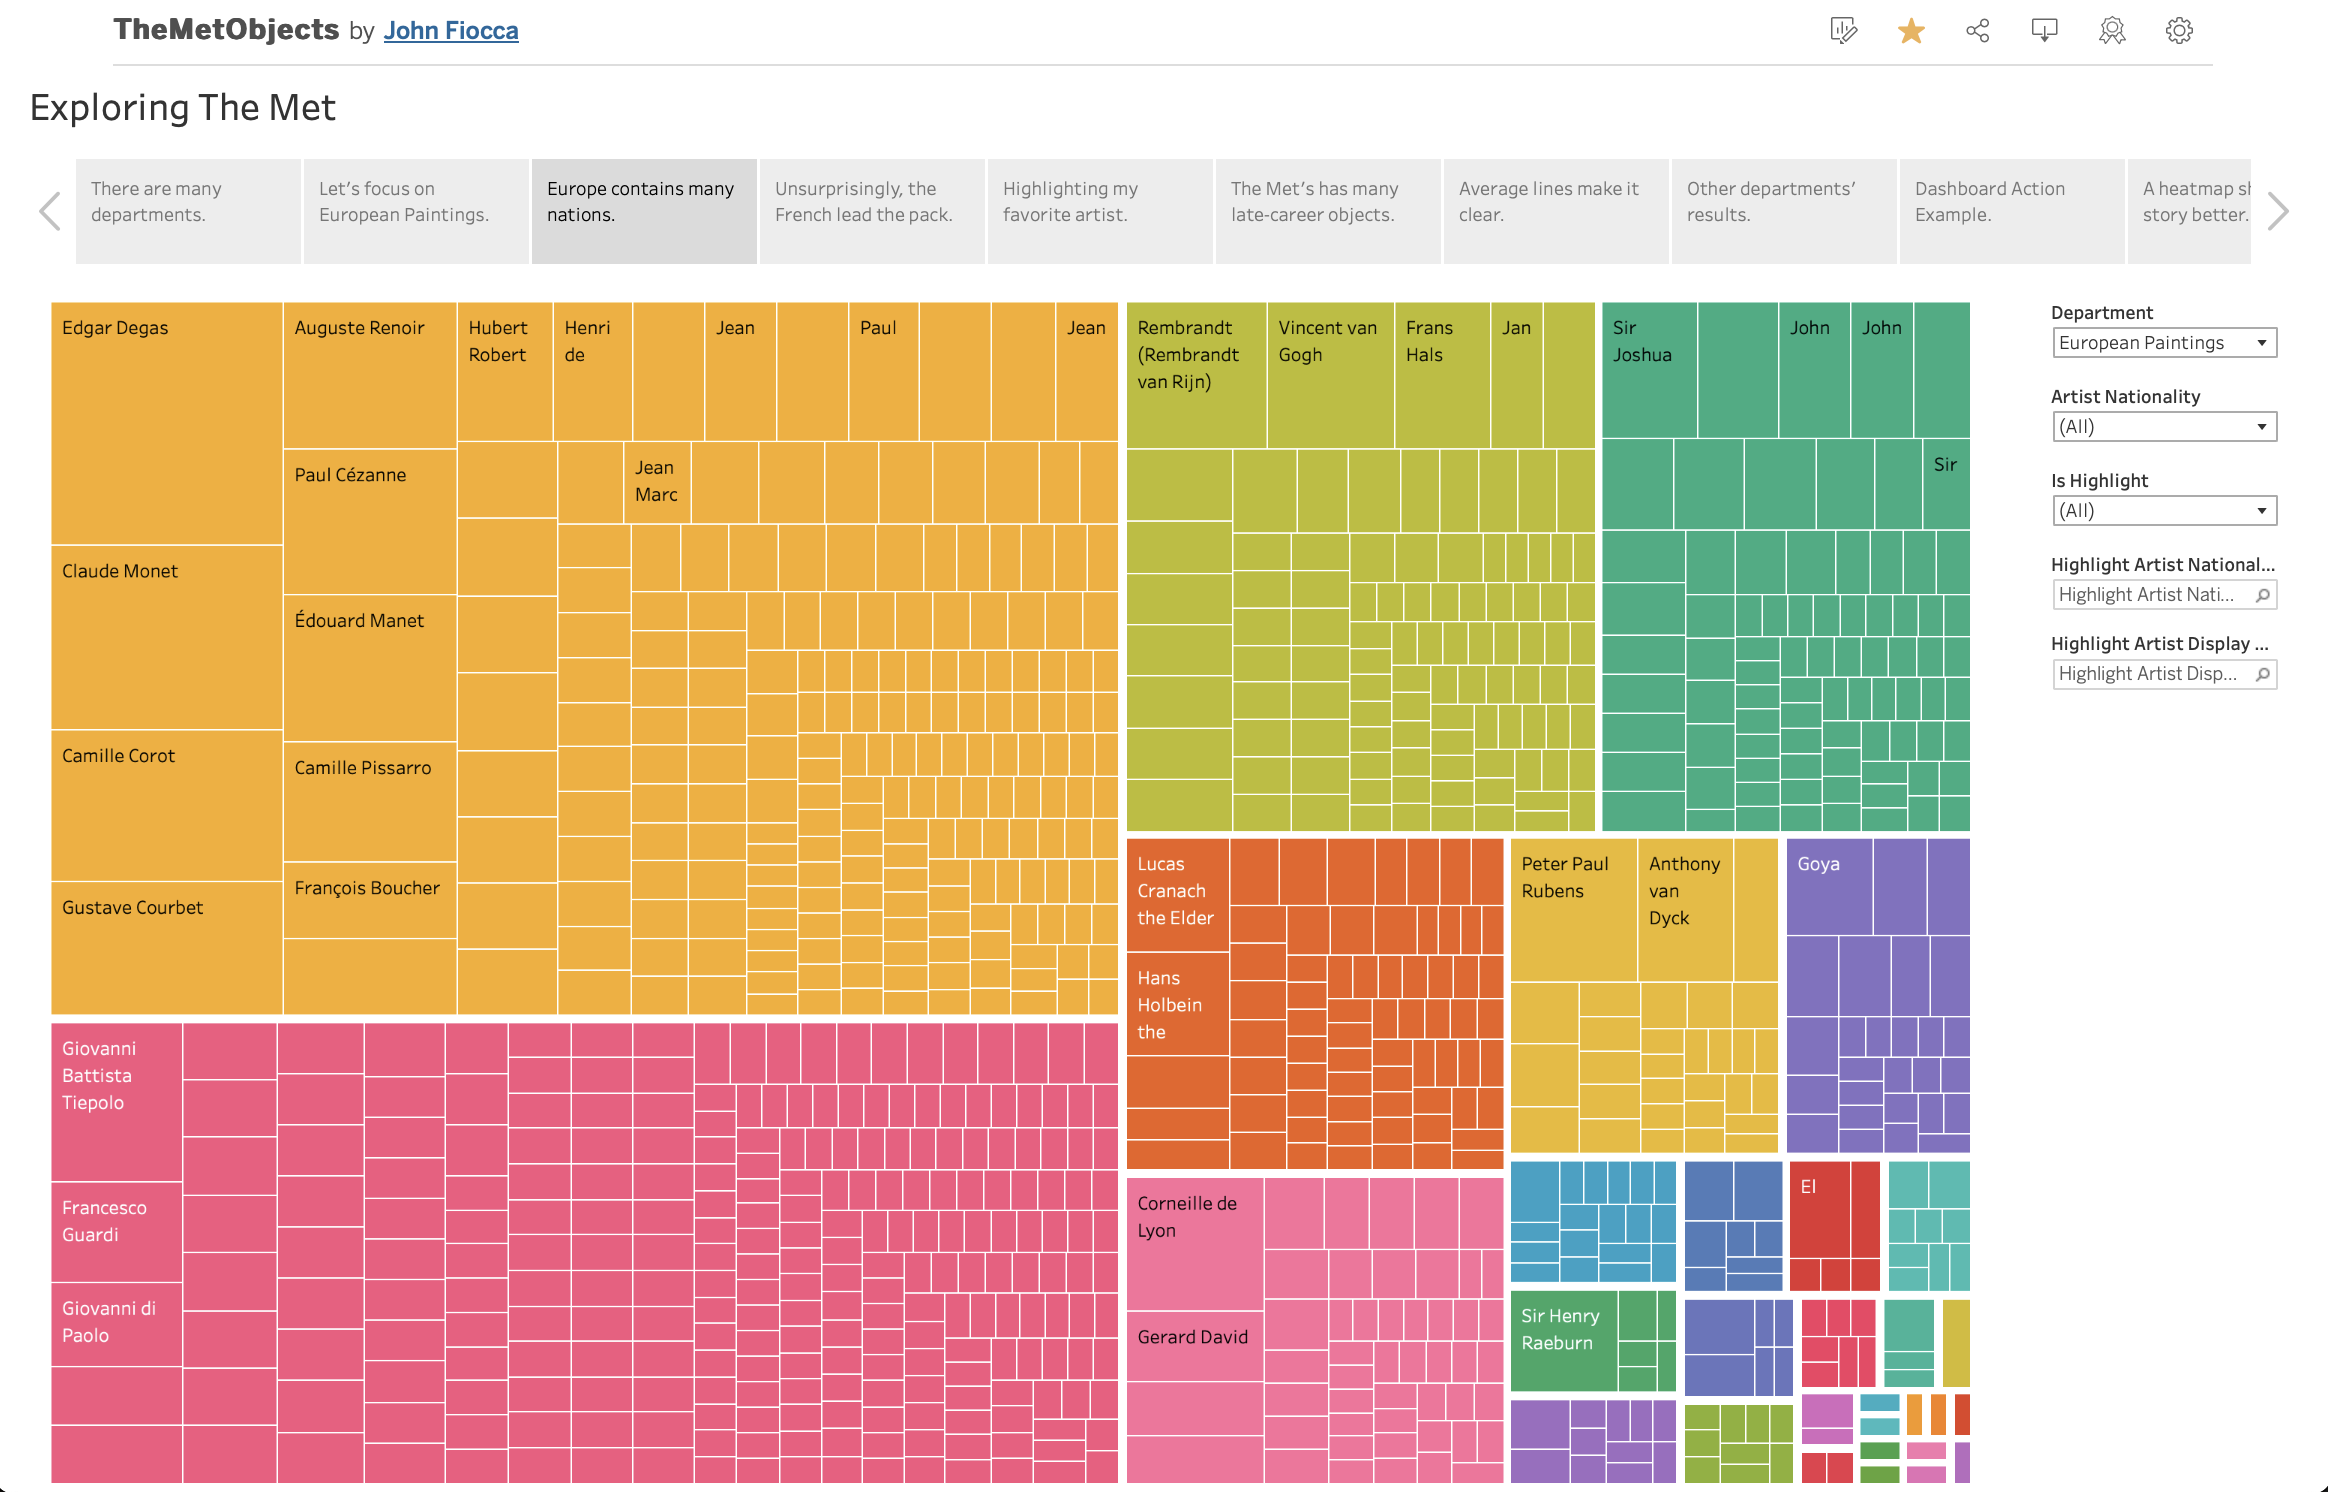 TheMetObjects by John Fiocca
Exploring The Met
There are many
departments.
Let's focus on
European Paintings.
Europe contains many
nations.
Unsurprisingly, the
French lead the pack.
Highlighting my
favorite artist.
The Met's has many
late-career objects.
Average lines make it
clear.
Other departments'
results.
Dashboard Action
Example.
A heatmap sh
story better.
Edgar Degas
Claude Monet
Camille Corot
Gustave Courbet
Auguste Renoir
Paul Cézanne
Édouard Manet
Camille Pissarro
François Boucher
Hubert
Robert
Henri
de
Jean
Paul
Jean
Jean
Marc
Rembrandt
(Rembrandt
van Rijn)
Vincent van
Gogh
Frans
Hals
Jan
Sir
Joshua
John
John
Sir
Giovanni
Battista
Tiepolo
Francesco
Guardi
Giovanni di
Paolo
Lucas
Cranach
the Elder
Hans
Holbein
the
Peter Paul
Rubens
Anthony
van
Dyck
Goya
Corneille de
Lyon
Gerard David
El
Sir Henry
Raeburn
Department
European Paintings
Artist Nationality
(All)
Is Highlight
(All)
Highlight Artist National...
Highlight Artist Nati...
Highlight Artist Display ...
Highlight Artist Disp...